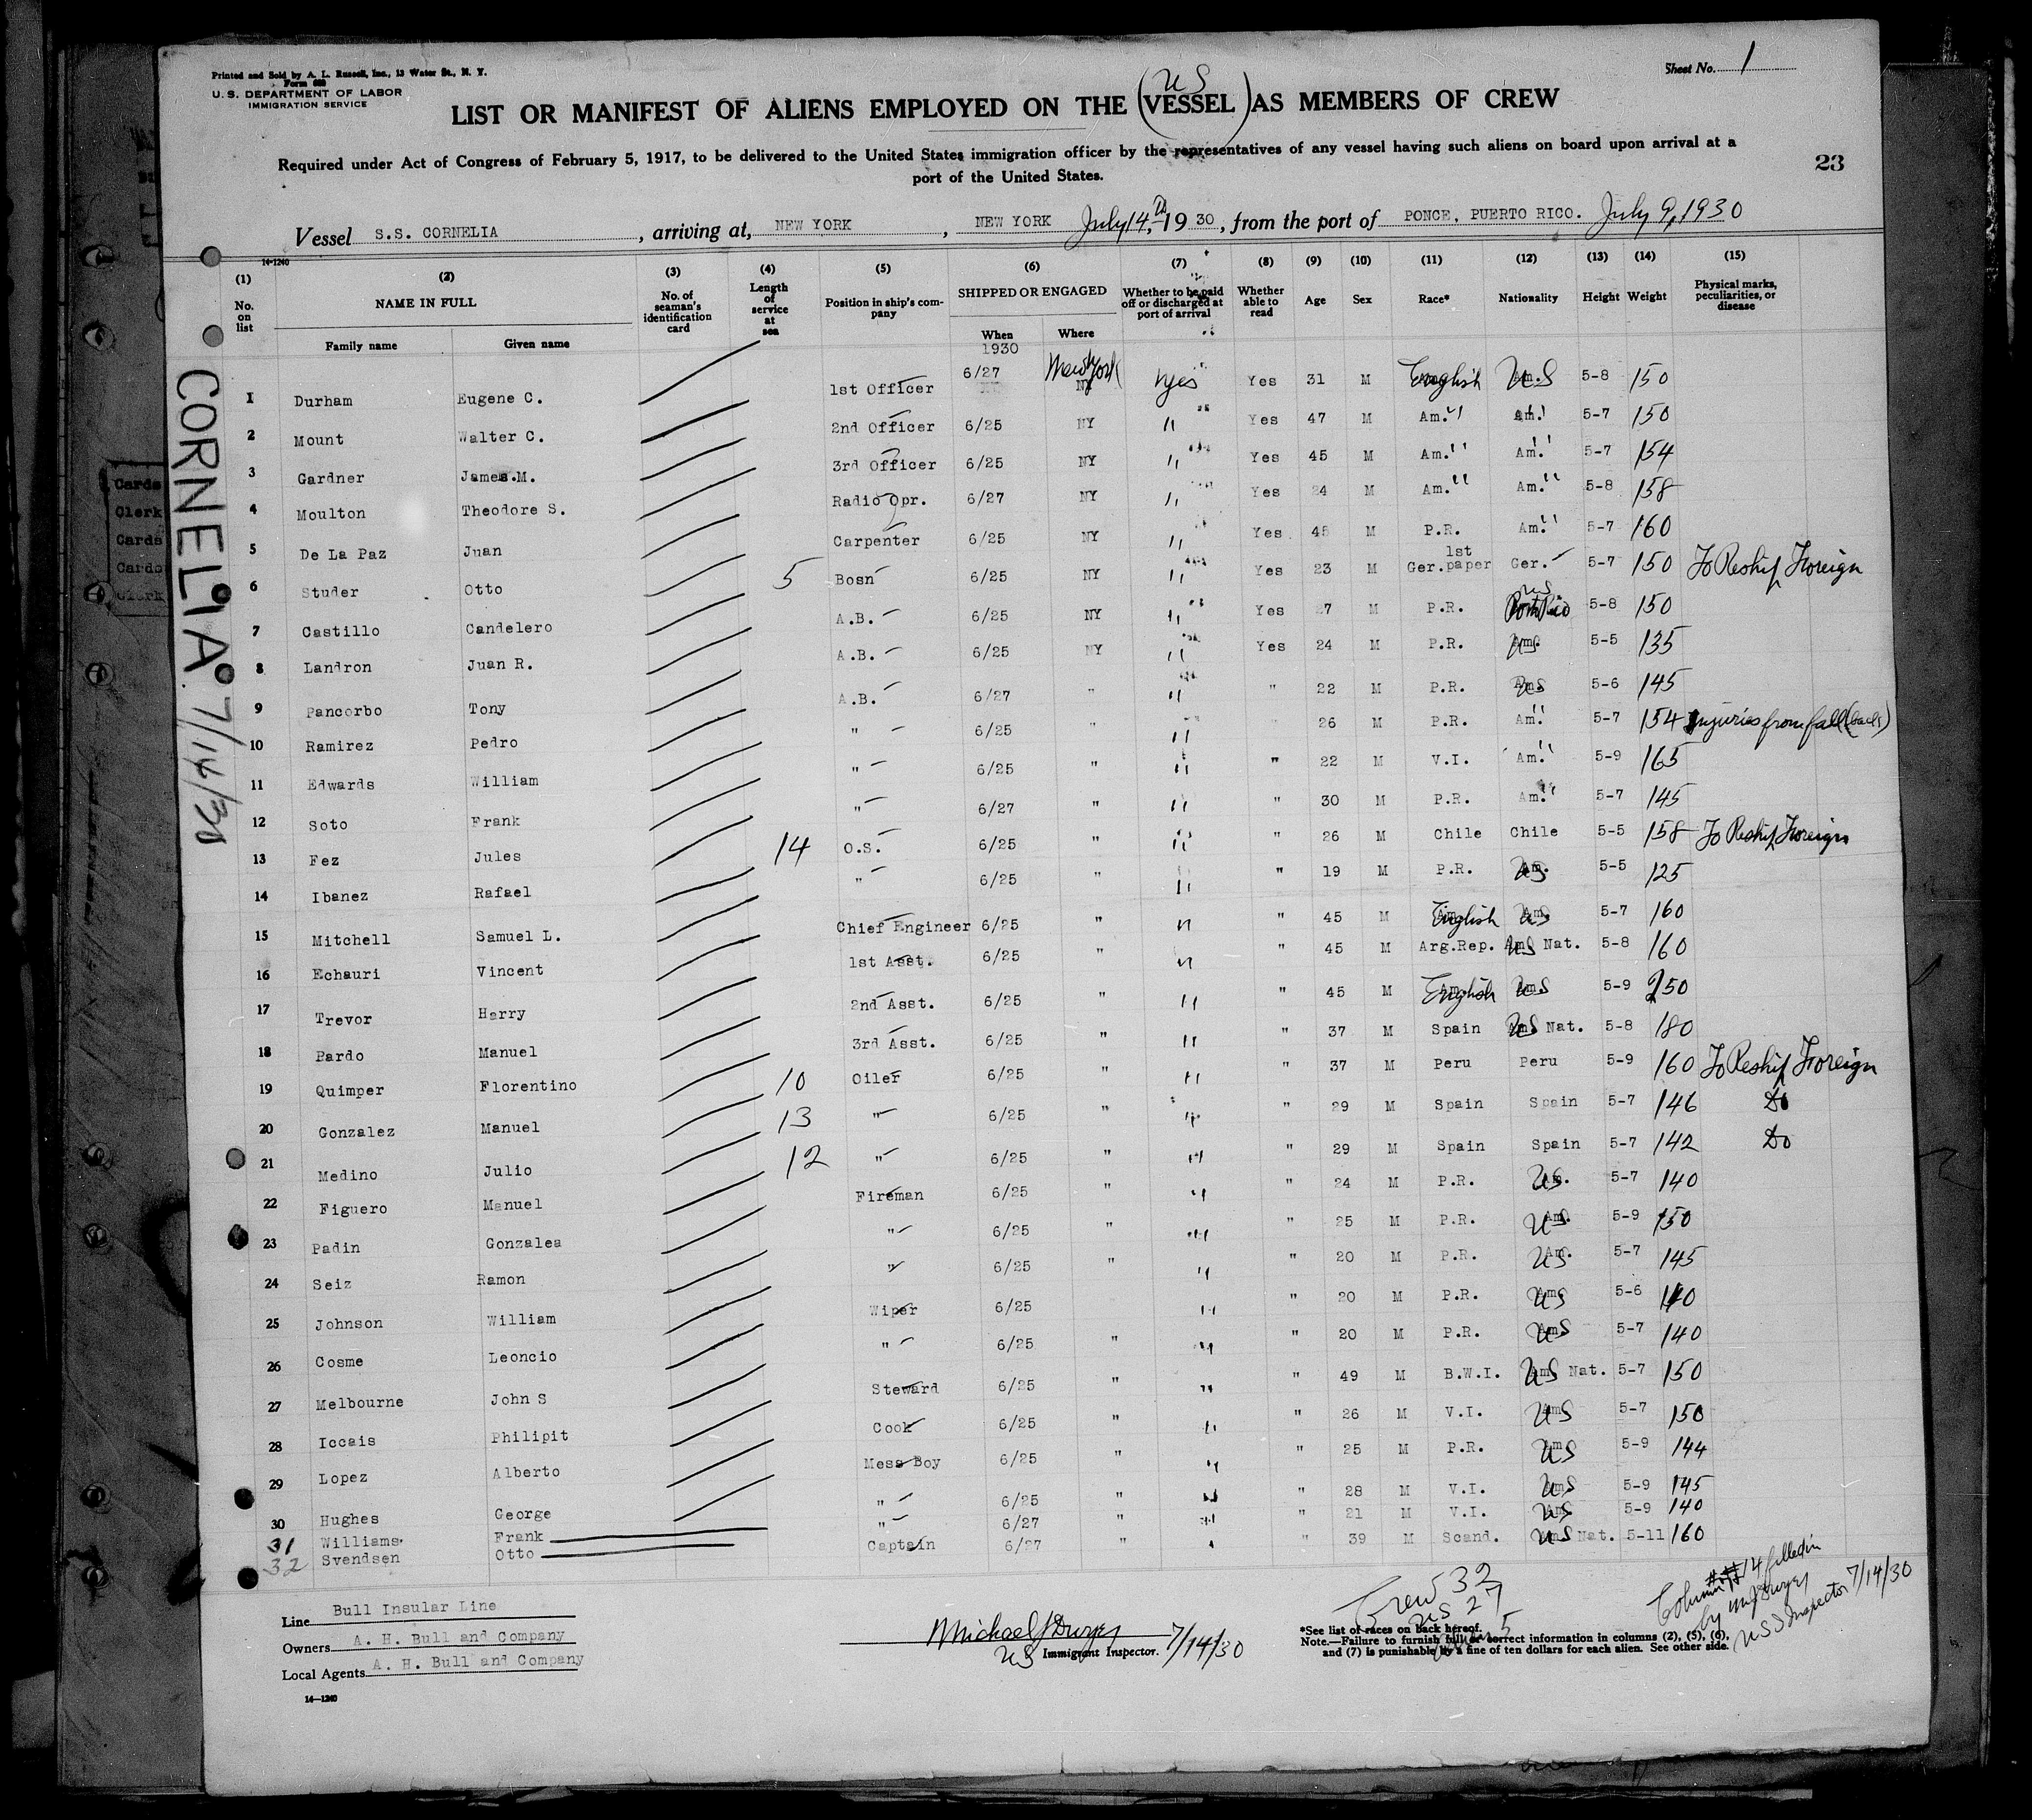 Printed and Sold by A. L. Russell, Inc., 13 Water St., N. Y.
Form 689
U. S. DEPARTMENT OF LABOR
IMMIGRATION SERVICE
Sheet No. 1
US
LIST OR MANIFEST OF ALIENS EMPLOYED ON THE (VESSEL) AS MEMBERS OF CREW
Required under Act of Congress of February 5, 1917, to be delivered to the United States immigration officer by the representatives of any vessel having such aliens on board upon arrival at a
port of the United States.
23
Vessel S.S. CORNELIA, arriving at, NEW YORK, NEW YORK July 14, th 1930, from the port of PONCE, PUERTO RICO. July 9, 1930
14-1240
(1) (2) (3) (4) (5) (6) (7) (8) (9) (10) (11) (12) (13) (14) (15)
No. on list NAME IN FULL No. of seaman's identification card Length of service at sea Position in ship's company SHIPPED OR ENGAGED Whether to be paid off or discharged at port of arrival Whether able to read Age Sex Race* Nationality Height Weight Physical marks, peculiarities, or disease
Family name Given name When Where
1930
1 Durham Eugene C. 1st Officer 6/27 New York yes Yes 31 M English US 5-8 150
2 Mount Walter C. 2nd Officer 6/25 NY " Yes 47 M Am. " Am. " 5-7 150
3 Gardner James.M. 3rd Officer 6/25 NY " Yes 45 M Am. " Am. " 5-7 154
4 Moulton Theodore S. Radio Opr. 6/27 NY " Yes 24 M Am. " Am. " 5-8 158
5 De La Paz Juan Carpenter 6/25 NY " Yes 45 M P.R. Am. " 5-7 160
6 Studer Otto 5 Bosn 6/25 NY " Yes 23 M Ger. 1st paper Ger. 5-7 150 To Reship Foreign
7 Castillo Candelero A.B. 6/25 NY " Yes 27 M P.R. US Porto Rico 5-8 150
8 Landron Juan R. A.B. 6/25 NY " Yes 24 M P.R. US 5-5 135
9 Pancorbo Tony A.B. 6/27 " " " 22 M P.R. US 5-6 145
10 Ramirez Pedro " 6/25 " " " 26 M P.R. Am. " 5-7 154 Injuries from fall (back)
11 Edwards William " 6/25 " " " 22 M V.I. Am. " 5-9 165
12 Soto Frank " 6/27 " " " 30 M P.R. Am. " 5-7 145
13 Fez Jules 14 O.S. 6/25 " " " 26 M Chile Chile 5-5 158 To Reship Foreign
14 Ibanez Rafael " 6/25 " " " 19 M P.R. US 5-5 125
15 Mitchell Samuel L. Chief Engineer 6/25 " " " 45 M English US 5-7 160
16 Echauri Vincent 1st Asst. 6/25 " " " 45 M Arg.Rep. US Nat. 5-8 160
17 Trevor Harry 2nd Asst. 6/25 " " " 45 M English US 5-9 250
18 Pardo Manuel 3rd Asst. 6/25 " " " 37 M Spain US Nat. 5-8 180
19 Quimper Florentino 10 Oiler 6/25 " " " 37 M Peru Peru 5-9 160 To Reship Foreign
20 Gonzalez Manuel 13 " 6/25 " " " 29 M Spain Spain 5-7 146 Do
21 Medino Julio 12 " 6/25 " " " 29 M Spain Spain 5-7 142 Do
22 Figuero Manuel Fireman 6/25 " " " 24 M P.R. US 5-7 140
23 Padin Gonzalea " 6/25 " " " 25 M P.R. US 5-9 150
24 Seiz Ramon " 6/25 " " " 20 M P.R. US 5-7 145
25 Johnson William Wiper 6/25 " " 20 M P.R. US 5-6 140
26 Cosme Leoncio " 6/25 " " " 20 M P.R. US 5-7 140
27 Melbourne John S Steward 6/25 " " " 49 M B.W.I. US Nat. 5-7 150
28 Iccais Philipit Cook 6/25 " " " 26 M V.I. US 5-7 150
29 Lopez Alberto Mess Boy 6/25 " " " 25 M P.R. US 5-9 144
30 Hughes George " 6/25 " " " 28 M V.I. US 5-9 145
31 Williams Frank " 6/27 " " " 21 M V.I. US 5-9 140
32 Svendsen Otto Captain 6/27 " " " 39 M Scand. US Nat. 5-11 160
CORNELIA. 7/14/30
Cards
Clerk
Cards
Cards
Clerk
Line Bull Insular Line
Owners A. H. Bull and Company
Local Agents A. H. Bull and Company
14-1240
US Immigrant Inspector. 7/14/30
Crew 32
US 27
5
*See list of races on back hereof.
Note.—Failure to furnish full or correct information in columns (2), (5), (6),
and (7) is punishable by a fine of ten dollars for each alien. See other side.
Column #14 filled in
by
US Inspector 7/14/30